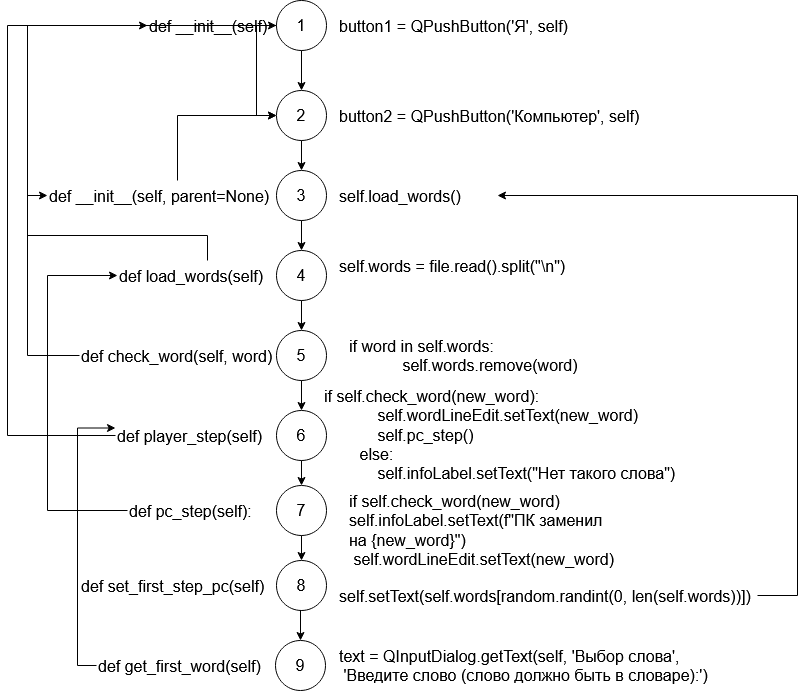 def __init__(self) 1 button1 = QPushButton('Я', self)
2 button2 = QPushButton('Компьютер', self)
def __init__(self, parent=None) 3 self.load_words()
def load_words(self) 4 self.words = file.read().split("\n")
def check_word(self, word) 5 if word in self.words:
self.words.remove(word)
if self.check_word(new_word):
self.wordLineEdit.setText(new_word)
def player_step(self) 6 self.pc_step()
else:
self.infoLabel.setText("Нет такого слова")
if self.check_word(new_word)
def pc_step(self): 7 self.infoLabel.setText(f"ПК заменил
на {new_word}")
self.wordLineEdit.setText(new_word)
def set_first_step_pc(self) 8 self.setText(self.words[random.randint(0, len(self.words))])
def get_first_word(self) 9 text = QInputDialog.getText(self, 'Выбор слова',
'Введите слово (слово должно быть в словаре):')